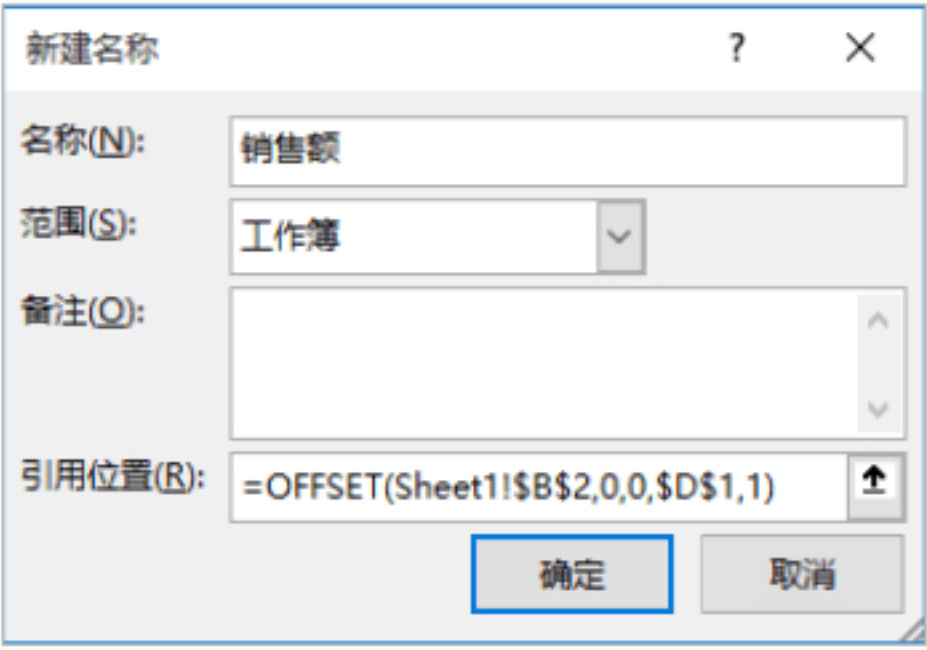 新建名称 ?
名称(N): 销售额
范围(S): 工作簿
备注(O):
引用位置(R): =OFFSET(Sheet1!$B$2,0,0,$D$1,1)
确定 取消